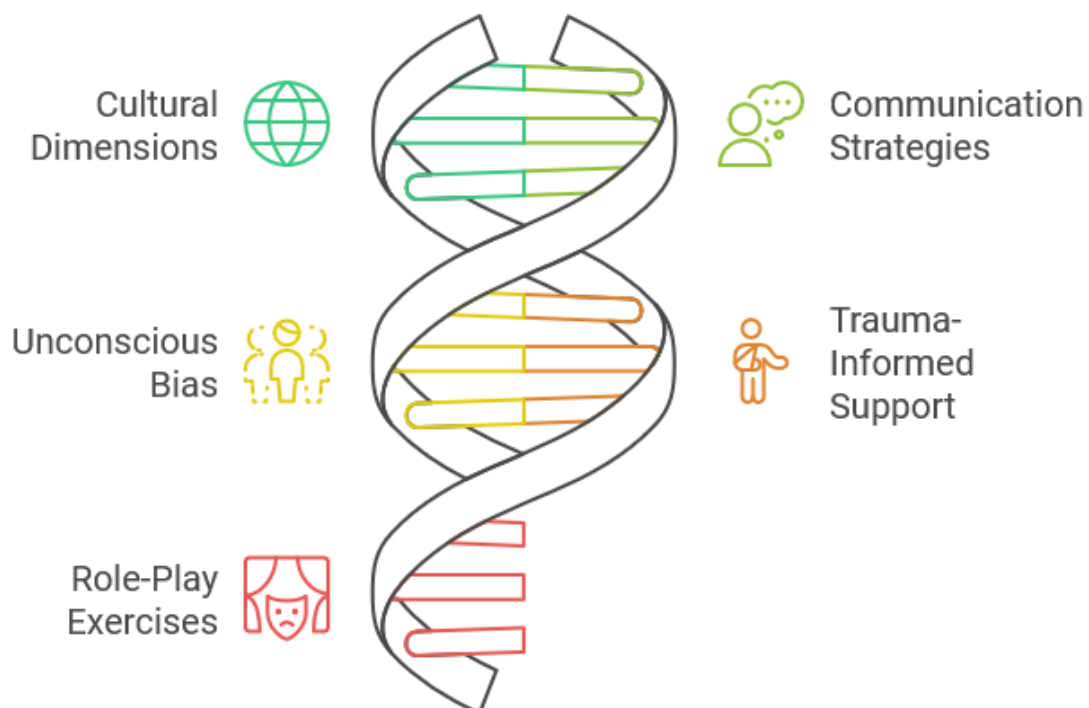 Cultural
Dimensions
Communication
Strategies
Unconscious
Bias
Trauma-
Informed
Support
Role-Play
Exercises